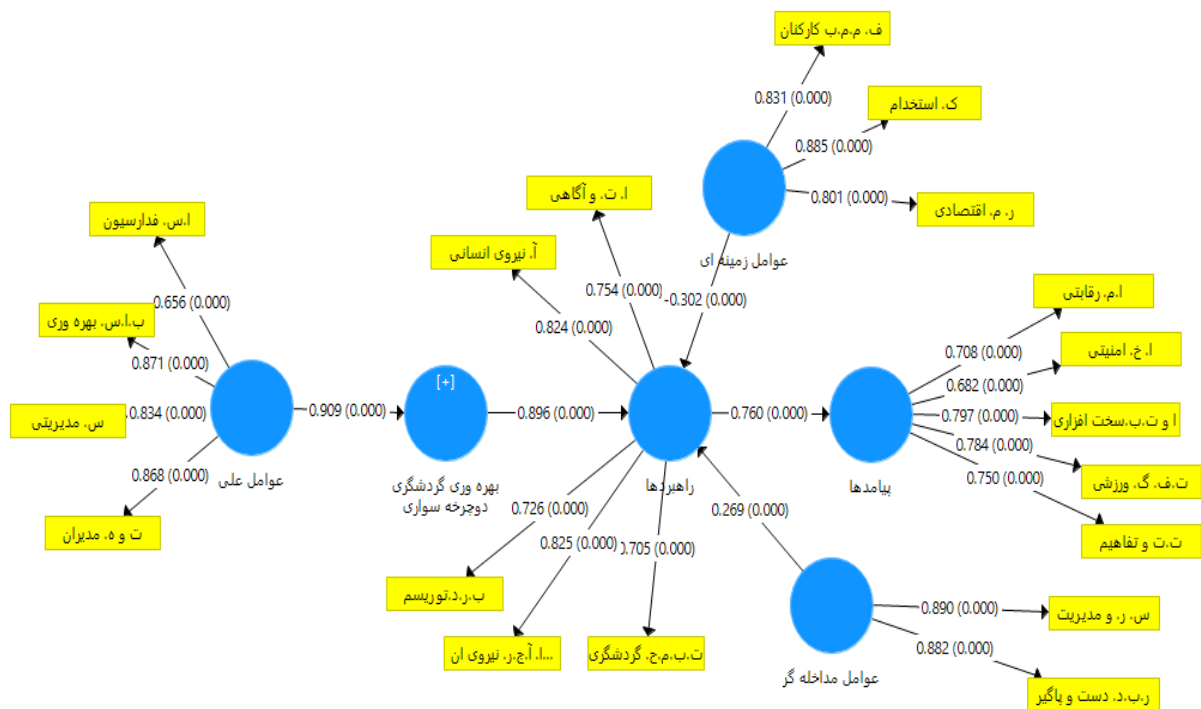 ف. م.م.ب کارکنان
0.831 (0.000)
ک. استخدام
0.885 (0.000)
ر. م. اقتصادی
0.801 (0.000)
عوامل زمینه ای
-0.302 (0.000)
ا. ت. و آگاهی
0.754 (0.000)
آ. نیروی انسانی
0.824 (0.000)
ا.س. فدارسیون
0.656 (0.000)
ب.ا.س. بهره وری
0.871 (0.000)
س. مدیریتی
0.834 (0.000)
ت و ه. مدیران
0.868 (0.000)
عوامل علی
0.909 (0.000)
[+]
بهره وری گردشگری
دوچرخه سواری
0.896 (0.000)
راهبردها
0.760 (0.000)
پیامدها
ا.م. رقابتی
0.708 (0.000)
ا. خ. امنیتی
0.682 (0.000)
ا و ت.ب.سخت افزاری
0.797 (0.000)
ت.ف. گ. ورزشی
0.784 (0.000)
ت.ت و تفاهیم
0.750 (0.000)
0.726 (0.000)
ب.ر.د.توریسم
0.825 (0.000)
ا. آ.ج.ر. نیروی ان...
0.705 (0.000)
ت.ب.م.ح. گردشگری
0.269 (0.000)
عوامل مداخله گر
0.890 (0.000)
س. ر. و مدیریت
0.882 (0.000)
ر.ب.د. دست و پاگیر